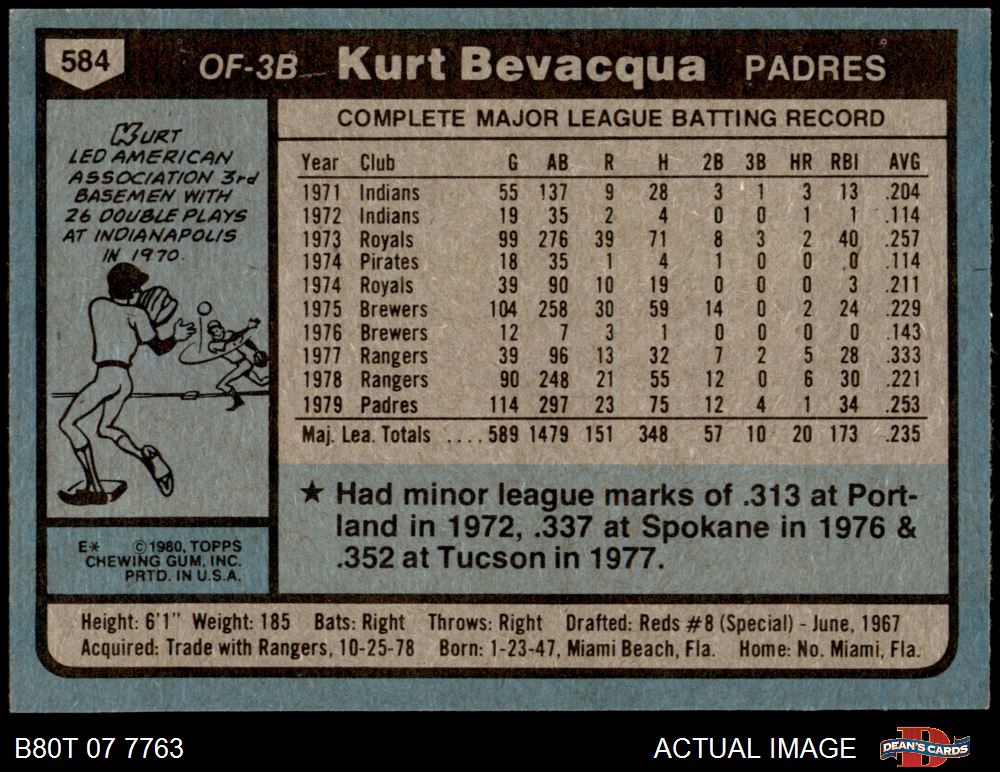 584 OF-3B Kurt Bevacqua PADRES
KURT
LED AMERICAN
ASSOCIATION 3rd
BASEMEN WITH
26 DOUBLE PLAYS
AT INDIANAPOLIS
IN 1970.
E* ©1980, TOPPS
CHEWING GUM, INC.
PRTD. IN U.S.A.
COMPLETE MAJOR LEAGUE BATTING RECORD
Year Club G AB R H 2B 3B HR RBI AVG
1971 Indians 55 137 9 28 3 1 3 13 .204
1972 Indians 19 35 2 4 0 0 1 1 .114
1973 Royals 99 276 39 71 8 3 2 40 .257
1974 Pirates 18 35 1 4 1 0 0 0 .114
1974 Royals 39 90 10 19 0 0 0 3 .211
1975 Brewers 104 258 30 59 14 0 2 24 .229
1976 Brewers 12 7 3 1 0 0 0 0 .143
1977 Rangers 39 96 13 32 7 2 5 28 .333
1978 Rangers 90 248 21 55 12 0 6 30 .221
1979 Padres 114 297 23 75 12 4 1 34 .253
Maj. Lea. Totals ....589 1479 151 348 57 10 20 173 .235
★ Had minor league marks of .313 at Port-
land in 1972, .337 at Spokane in 1976 &
.352 at Tucson in 1977.
Height: 6'1" Weight: 185 Bats: Right Throws: Right Drafted: Reds #8 (Special) - June, 1967
Acquired: Trade with Rangers, 10-25-78 Born: 1-23-47, Miami Beach, Fla. Home: No. Miami, Fla.
B80T 07 7763 ACTUAL IMAGE DEAN'S CARDS